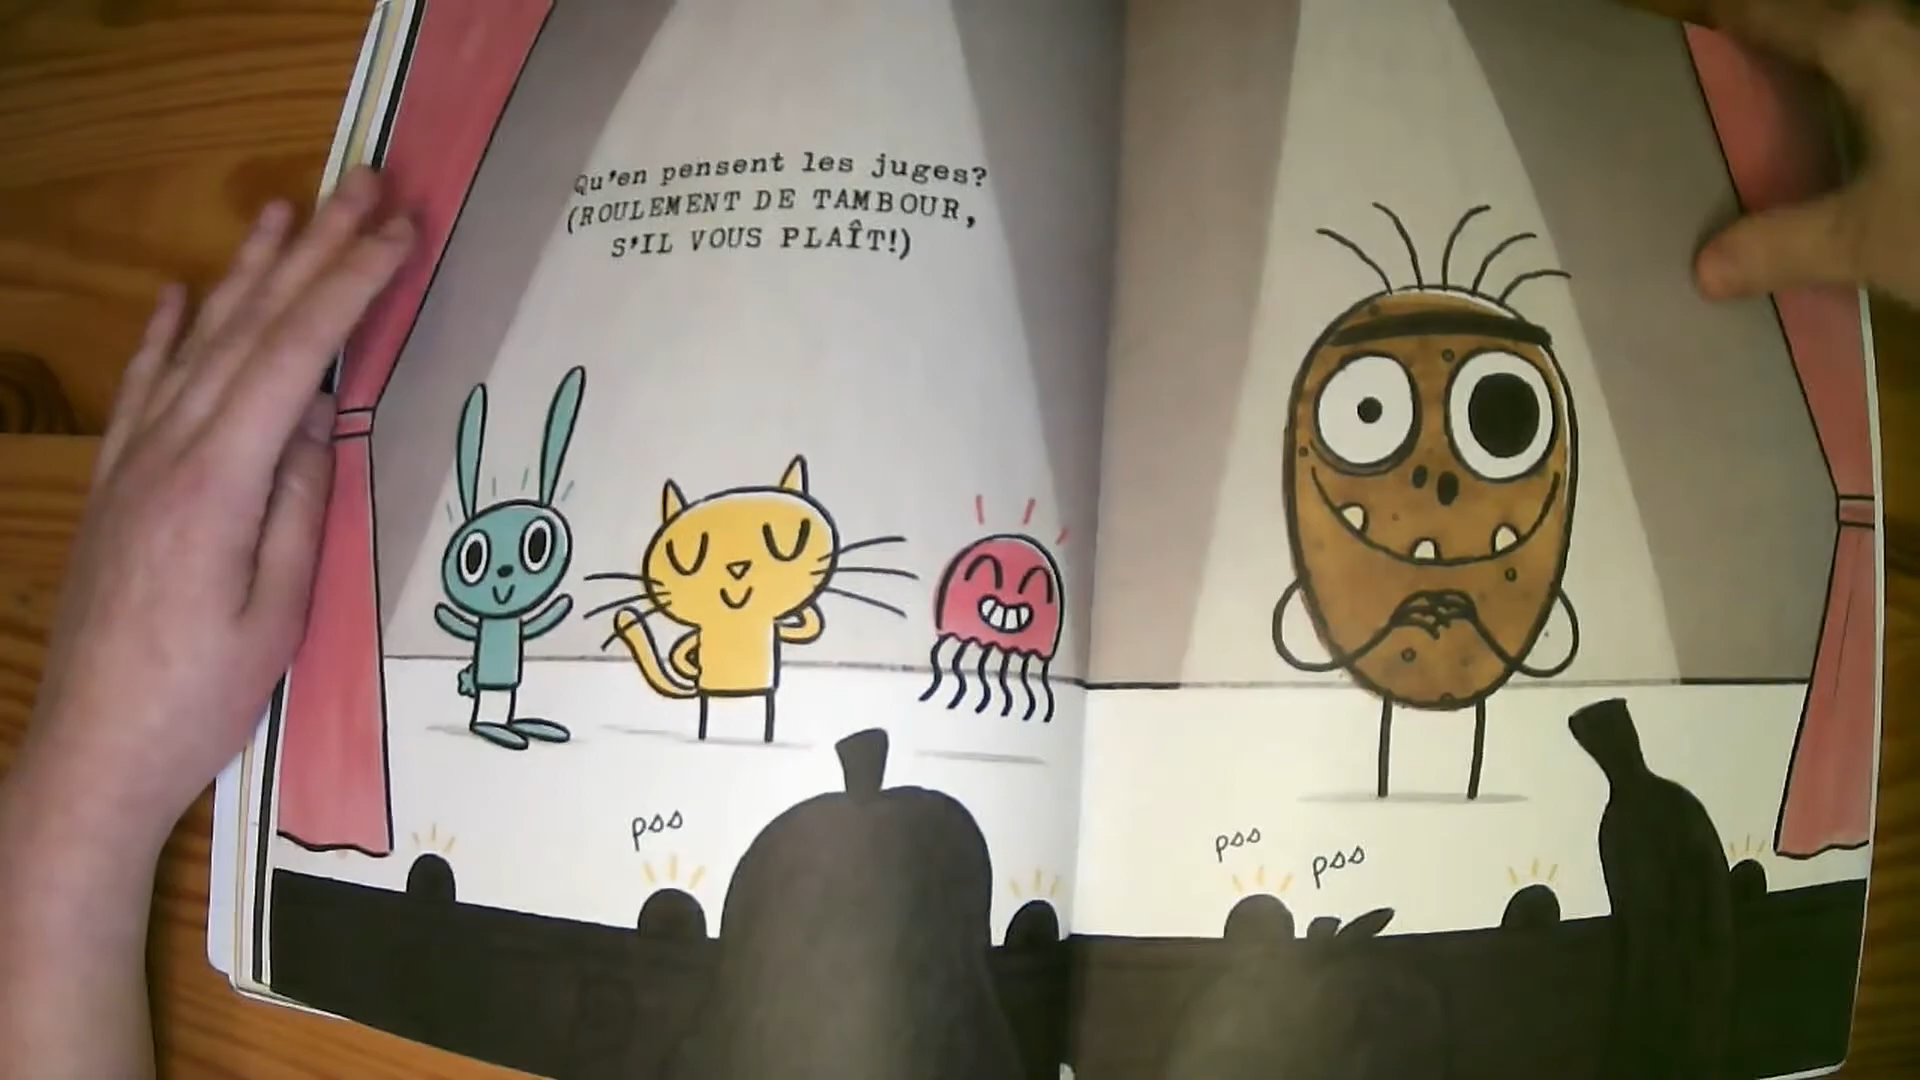 Qu'en pensent les juges?
(ROULEMENT DE TAMBOUR,
S'IL VOUS PLAÎT!)
pss
pss
pss